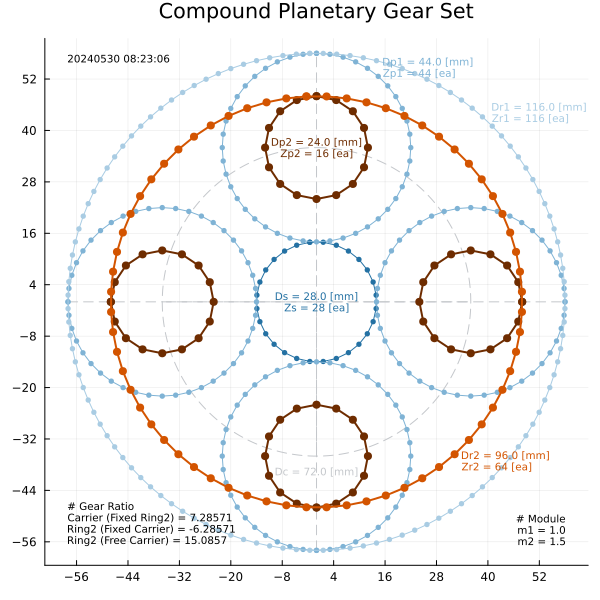 Compound Planetary Gear Set
20240530 08:23:06
Dp1 = 44.0 [mm]
Zp1 = 44 [ea]
Dr1 = 116.0 [mm]
Zr1 = 116 [ea]
Dp2 = 24.0 [mm]
Zp2 = 16 [ea]
Ds = 28.0 [mm]
Zs = 28 [ea]
Dr2 = 96.0 [mm]
Zr2 = 64 [ea]
Dc = 72.0 [mm]
# Gear Ratio
Carrier (Fixed Ring2) = 7.28571
Ring2 (Fixed Carrier) = -6.28571
Ring2 (Free Carrier) = 15.0857
# Module
m1 = 1.0
m2 = 1.5
52
40
28
16
4
−8
−20
−32
−44
−56
−56 −44 −32 −20 −8 4 16 28 40 52